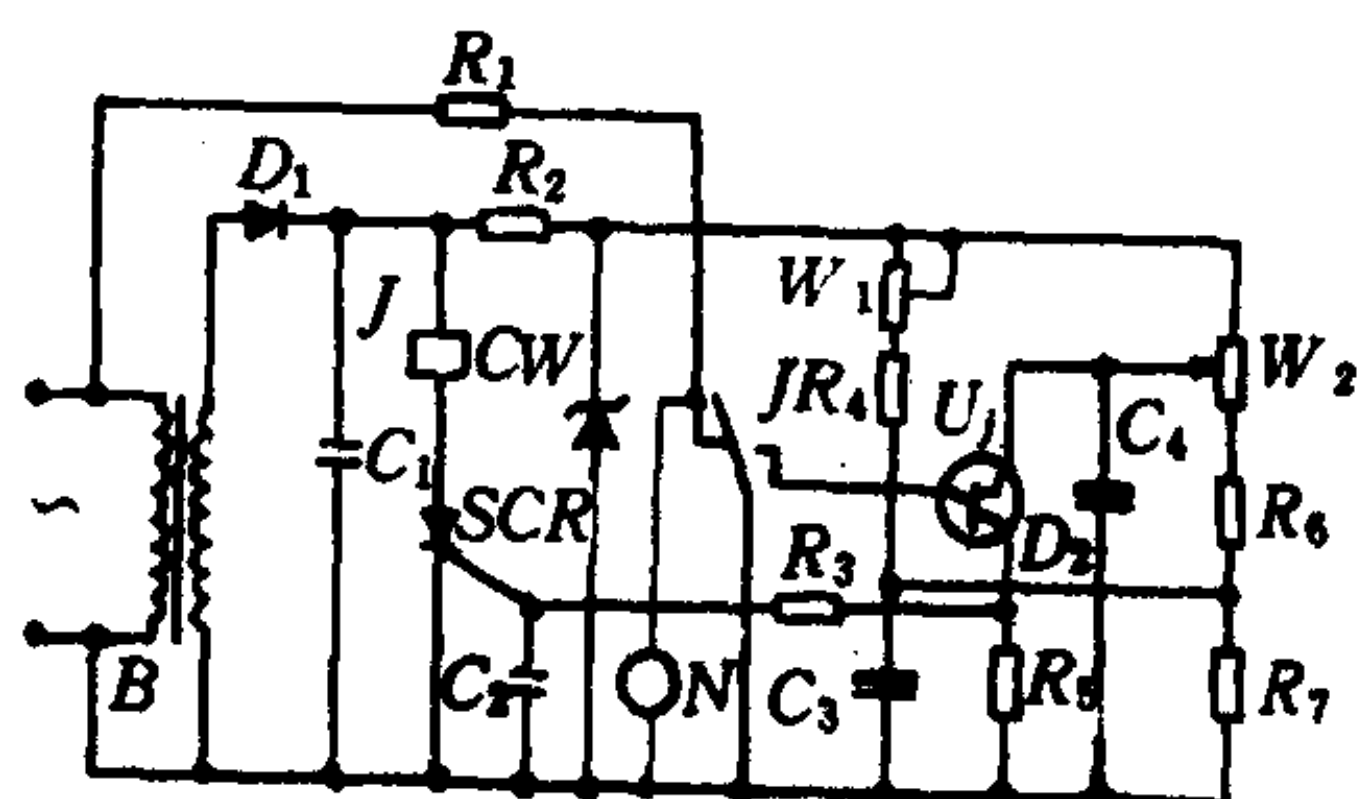 R₁
D₁
R₂
J
CW
W₁
W₂
JR₄
U
j
C₄
C₁
SCR
R₆
D₂
R₃
~
B
C₂
N
C₃
R₅
R₇